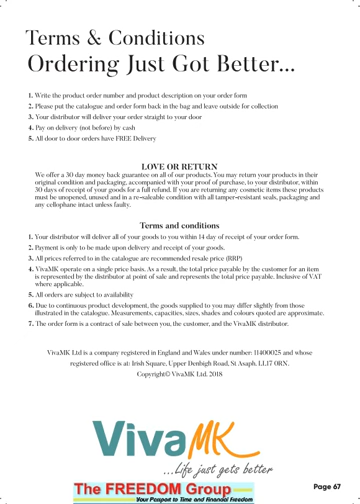 Terms & Conditions
Ordering Just Got Better...
1. Write the product order number and product description on your order form
2. Please put the catalogue and order form back in the bag and leave outside for collection
3. Your distributor will deliver your order straight to your door
4. Pay on delivery (not before) by cash
5. All door to door orders have FREE Delivery
LOVE OR RETURN
We offer a 30 day money back guarantee on all of our products. You may return your products in their
original condition and packaging, accompanied with your proof of purchase, to your distributor, within
30 days of receipt of your goods for a full refund. If you are returning any cosmetic items these products
must be unopened, unused and in a re-saleable condition with all tamper-resistant seals, packaging and
any cellophane intact unless faulty.
Terms and conditions
1. Your distributor will deliver all of your goods to you within 14 day of receipt of your order form.
2. Payment is only to be made upon delivery and receipt of your goods.
3. All prices referred to in the catalogue are recommended resale price (RRP)
4. VivaMK operate on a single price basis. As a result, the total price payable by the customer for an item
is represented by the distributor at point of sale and represents the total price payable. Inclusive of VAT
where applicable.
5. All orders are subject to availability
6. Due to continuous product development, the goods supplied to you may differ slightly from those
illustrated in the catalogue. Measurements, capacities, sizes, shades and colours quoted are approximate.
7. The order form is a contract of sale between you, the customer, and the VivaMK distributor.
VivaMK Ltd is a company registered in England and Wales under number: 11400025 and whose
registered office is at: Irish Square, Upper Denbigh Road, St Asaph, LL17 0RN.
Copyright© VivaMK Ltd. 2018
VivaMK
...Life just gets better
The FREEDOM Group
Your Passport to Time and Financial Freedom
Page 67